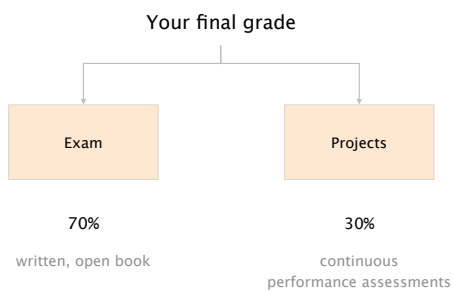 Your final grade
Exam
Projects
70%
30%
written, open book
continuous
performance assessments